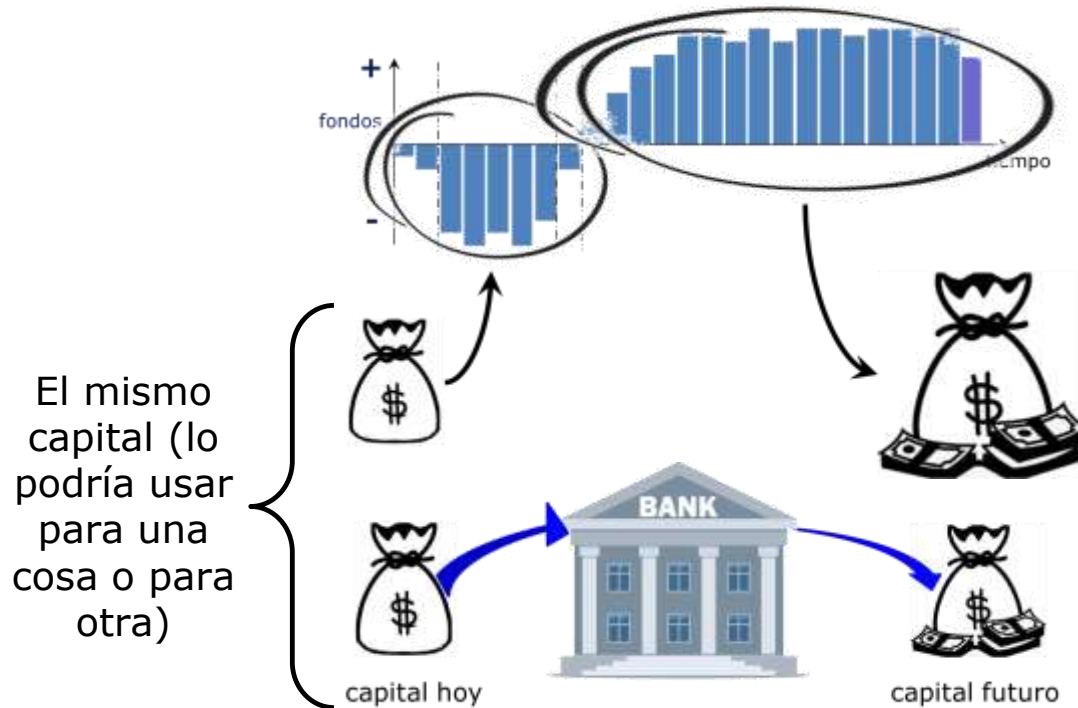 +
fondos
-
El mismo
capital (lo
podría usar
para una
cosa o para
otra)
$
$
BANK
$
$
capital hoy
capital futuro